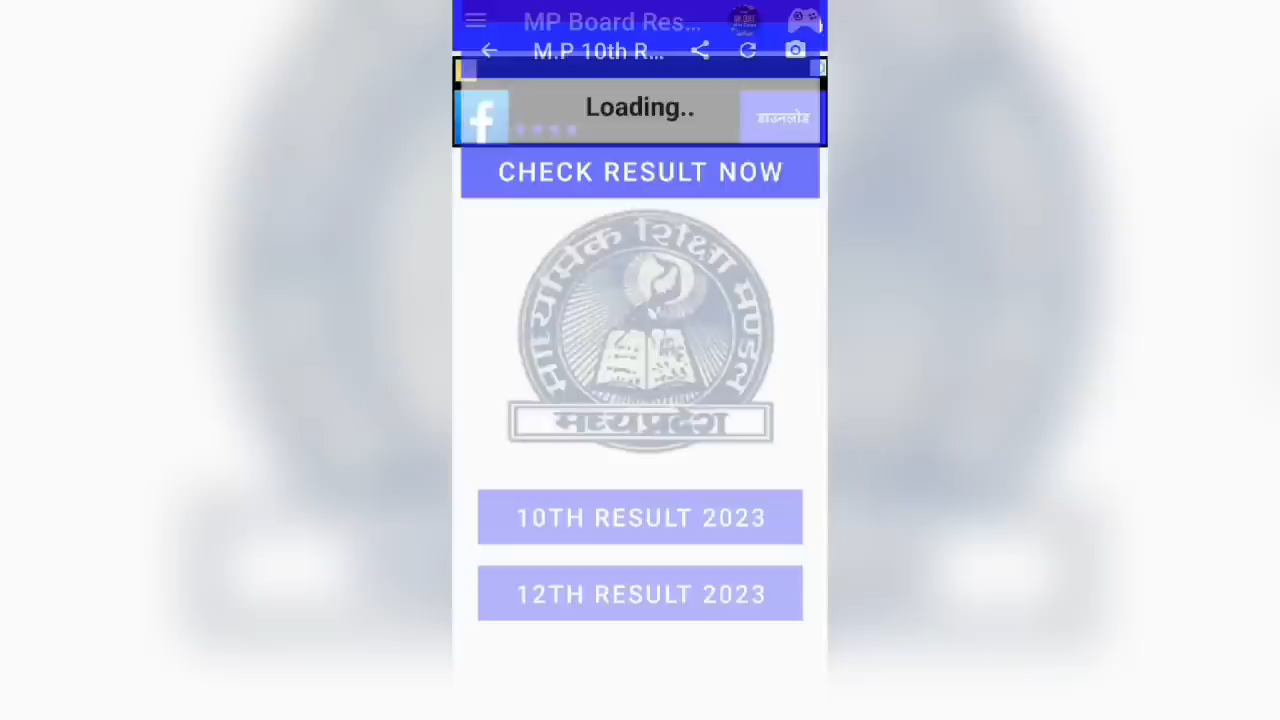 MP Board Res...
M.P 10th R...
Loading..
डाउनलोड
CHECK RESULT NOW
माध्यमिक शिक्षा मण्डल
मध्यप्रदेश
10TH RESULT 2023
12TH RESULT 2023